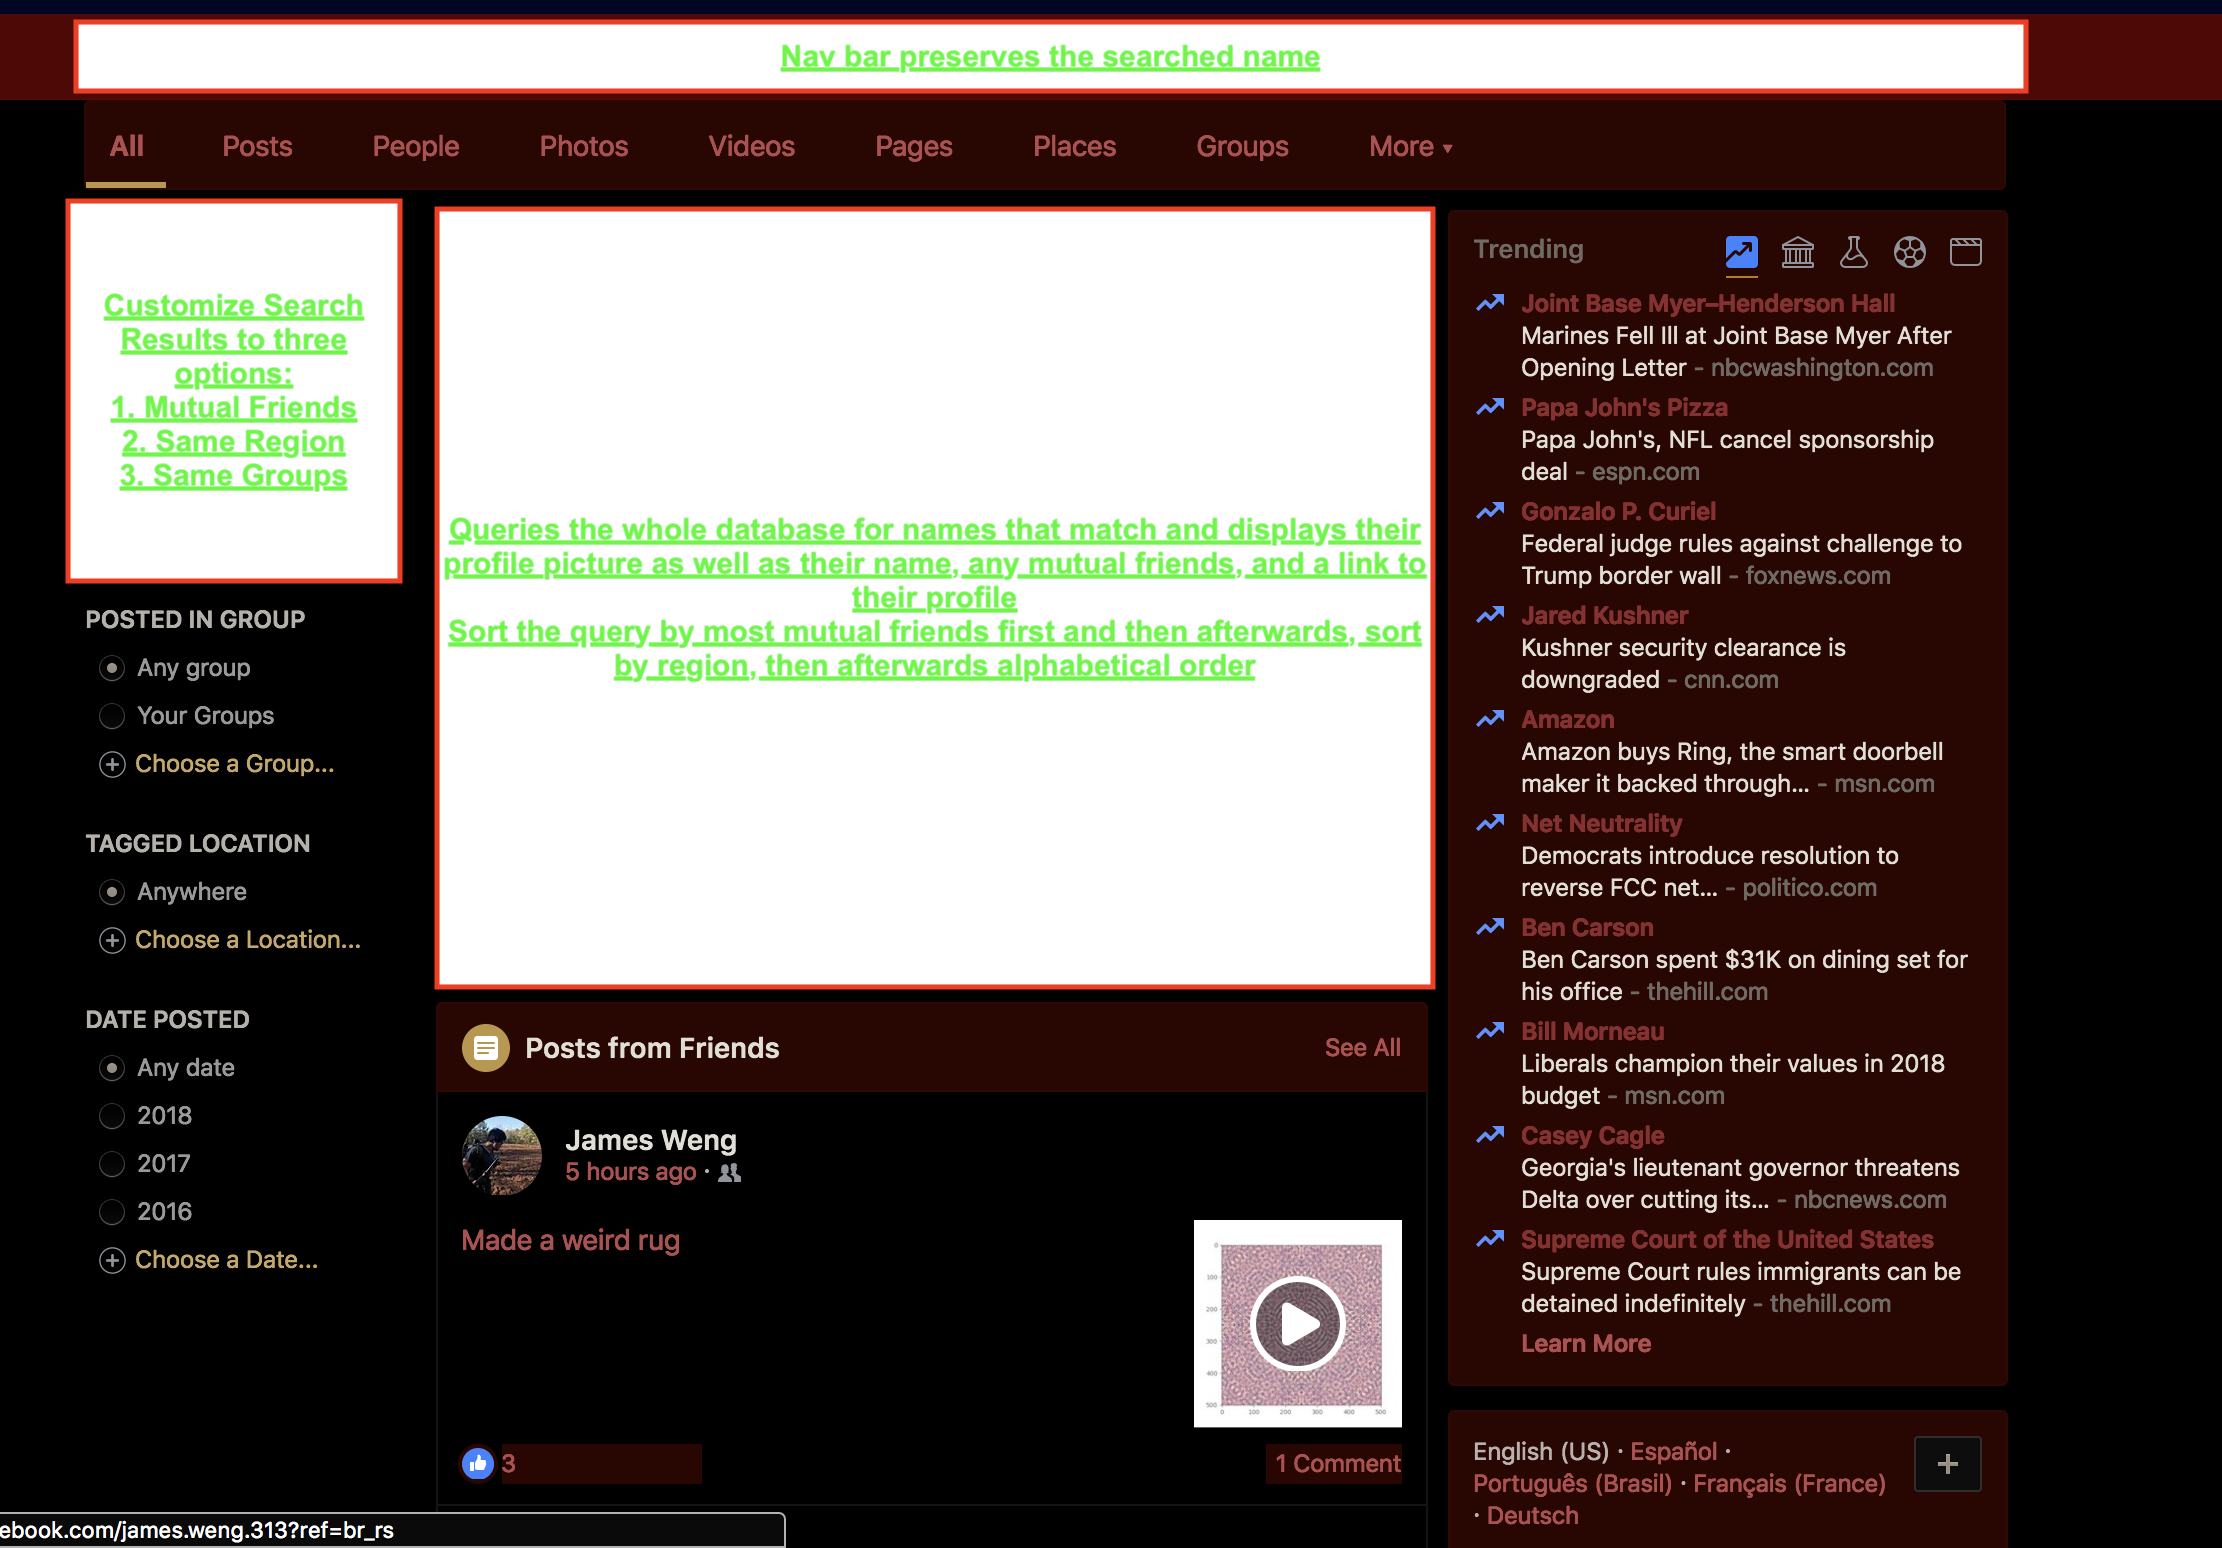 Nav bar preserves the searched name
All Posts People Photos Videos Pages Places Groups More
Customize Search
Results to three
options:
1. Mutual Friends
2. Same Region
3. Same Groups
POSTED IN GROUP
Any group
Your Groups
Choose a Group...
TAGGED LOCATION
Anywhere
Choose a Location...
DATE POSTED
Any date
2018
2017
2016
Choose a Date...
Queries the whole database for names that match and displays their
profile picture as well as their name, any mutual friends, and a link to
their profile
Sort the query by most mutual friends first and then afterwards, sort
by region, then afterwards alphabetical order
Posts from Friends See All
James Weng
5 hours ago ·
Made a weird rug
0
100
200
300
400
500
0 100 200 300 400 500
3 1 Comment
Trending
Joint Base Myer–Henderson Hall
Marines Fell Ill at Joint Base Myer After
Opening Letter - nbcwashington.com
Papa John's Pizza
Papa John's, NFL cancel sponsorship
deal - espn.com
Gonzalo P. Curiel
Federal judge rules against challenge to
Trump border wall - foxnews.com
Jared Kushner
Kushner security clearance is
downgraded - cnn.com
Amazon
Amazon buys Ring, the smart doorbell
maker it backed through... - msn.com
Net Neutrality
Democrats introduce resolution to
reverse FCC net... - politico.com
Ben Carson
Ben Carson spent $31K on dining set for
his office - thehill.com
Bill Morneau
Liberals champion their values in 2018
budget - msn.com
Casey Cagle
Georgia's lieutenant governor threatens
Delta over cutting its... - nbcnews.com
Supreme Court of the United States
Supreme Court rules immigrants can be
detained indefinitely - thehill.com
Learn More
English (US) · Español ·
Português (Brasil) · Français (France)
· Deutsch
ebook.com/james.weng.313?ref=br_rs